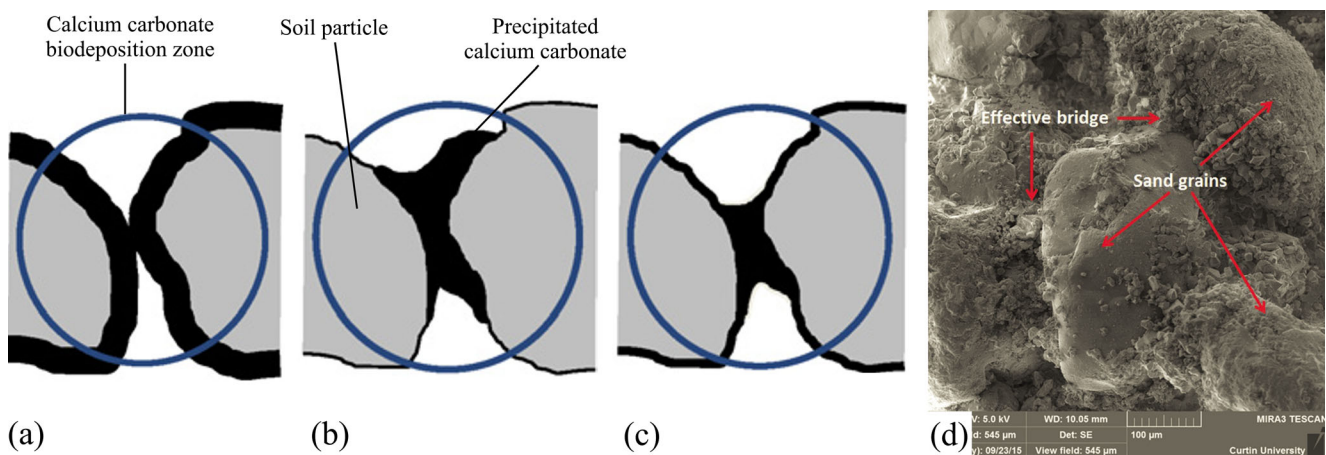 Calcium carbonate
biodeposition zone
Soil particle
Precipitated
calcium carbonate
Effective bridge
Sand grains
(a)
(b)
(c)
(d)
V: 5.0 kV
WD: 10.05 mm
MIRA3 TESCAN
d: 545 µm
Det: SE
100 µm
y): 09/23/15
View field: 545 µm
Curtin University